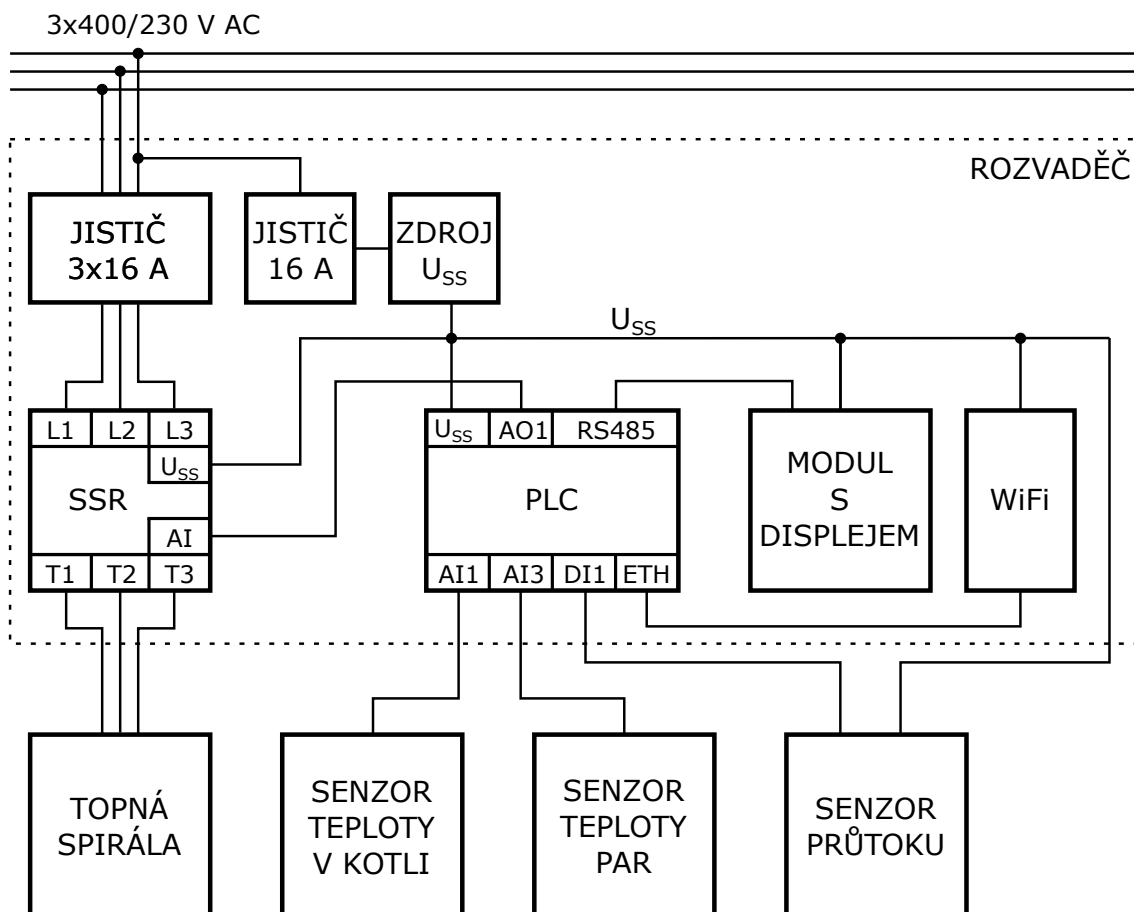 3x400/230 V AC
ROZVADĚČ
JISTIČ
3x16 A
JISTIČ
16 A
ZDROJ
USS
USS
L1 L2 L3
USS
SSR
AI
T1 T2 T3
USS AO1 RS485
PLC
AI1 AI3 DI1 ETH
MODUL
S
DISPLEJEM
WiFi
TOPNÁ
SPIRÁLA
SENZOR
TEPLOTY
V KOTLI
SENZOR
TEPLOTY
PAR
SENZOR
PRŮTOKU